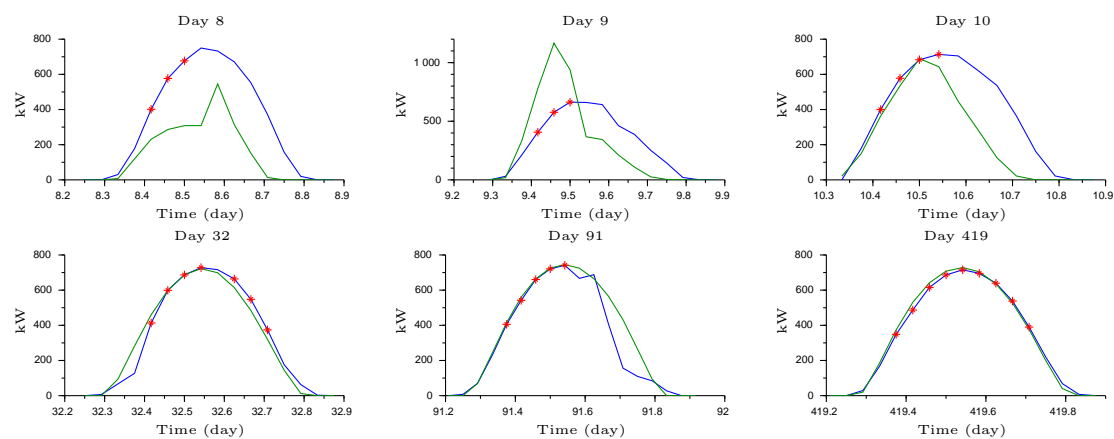 Day 8
800
600
400
200
0
kW
8.2 8.3 8.4 8.5 8.6 8.7 8.8 8.9
Time (day)
Day 9
1 000
500
0
kW
9.2 9.3 9.4 9.5 9.6 9.7 9.8 9.9
Time (day)
Day 10
800
600
400
200
0
kW
10.3 10.4 10.5 10.6 10.7 10.8 10.9
Time (day)
Day 32
800
600
400
200
0
kW
32.2 32.3 32.4 32.5 32.6 32.7 32.8 32.9
Time (day)
Day 91
800
600
400
200
0
kW
91.2 91.4 91.6 91.8 92
Time (day)
Day 419
800
600
400
200
0
kW
419.2 419.4 419.6 419.8
Time (day)